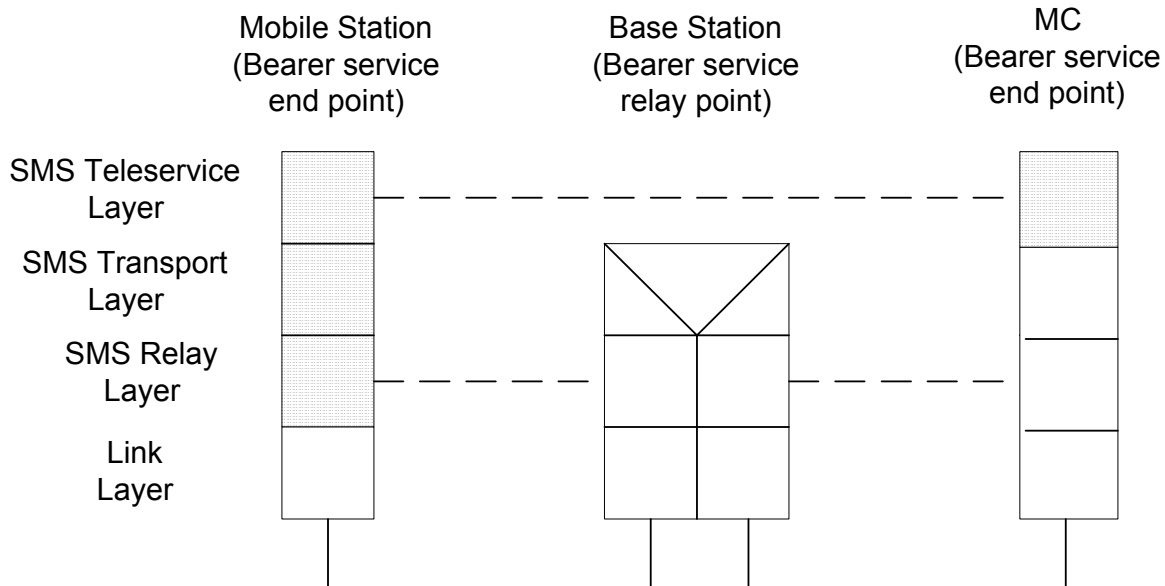 Mobile Station
(Bearer service
end point)
Base Station
(Bearer service
relay point)
MC
(Bearer service
end point)
SMS Teleservice
Layer
SMS Transport
Layer
SMS Relay
Layer
Link
Layer